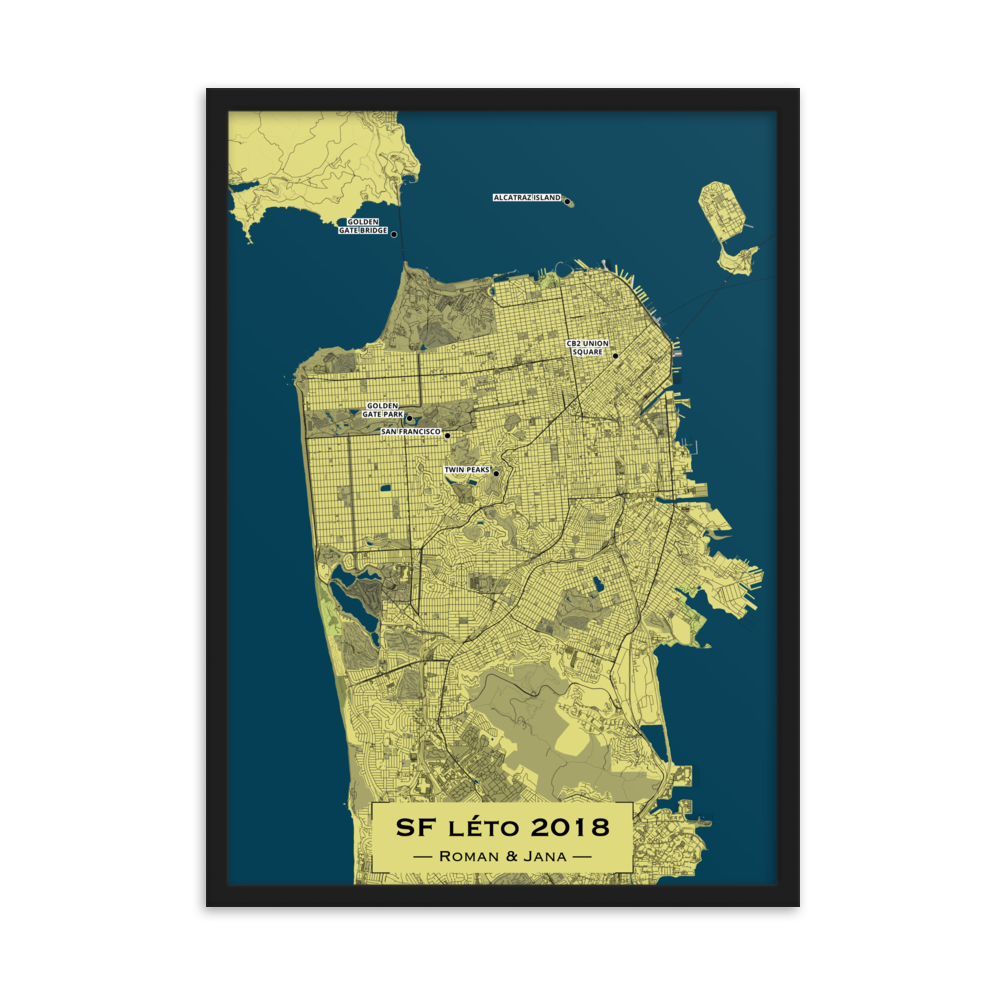 ALCATRAZ ISLAND
GOLDEN
GATE BRIDGE
CB2 UNION
SQUARE
GOLDEN
GATE PARK
SAN FRANCISCO
TWIN PEAKS
SF LÉTO 2018
— ROMAN & JANA —